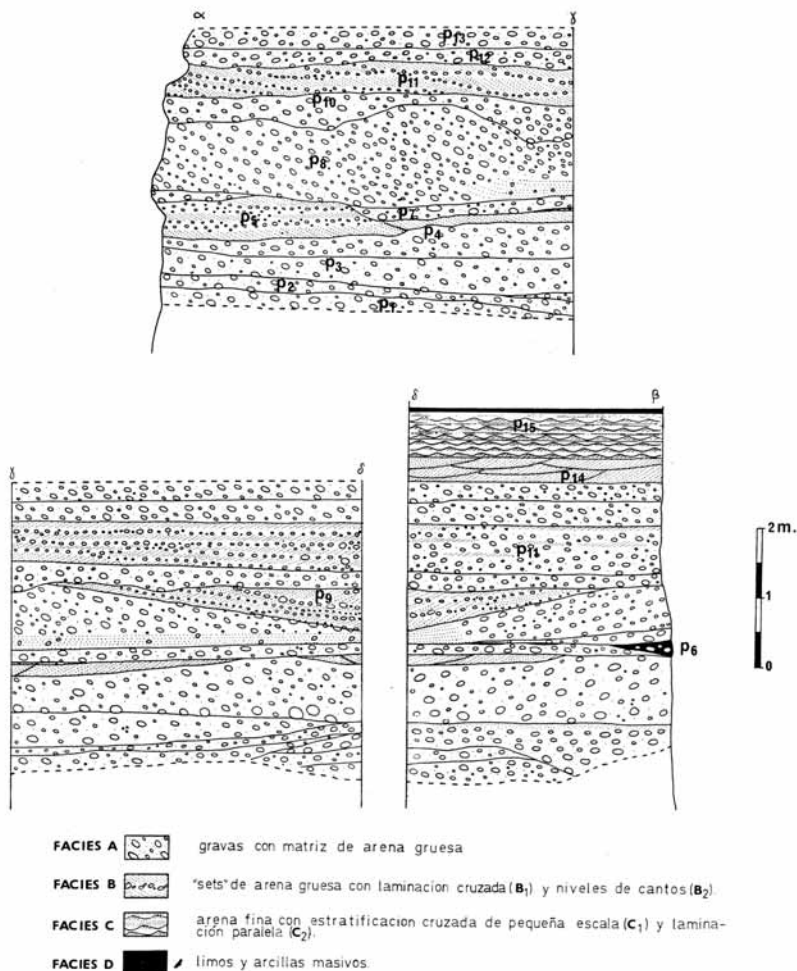 α γ
P13
P12
P11
P10
P8
P5 P7
P4
P3
P2
P1
δ β
P15
P14
γ δ
P11
P9
P6
2 m.
1
0
FACIES A gravas con matriz de arena gruesa
FACIES B "sets" de arena gruesa con laminacion cruzada (B1) y niveles de cantos (B2).
FACIES C arena fina con estratificacion cruzada de pequeña escala (C1) y lamina-
ción paralela (C2).
FACIES D limos y arcillas masivos.